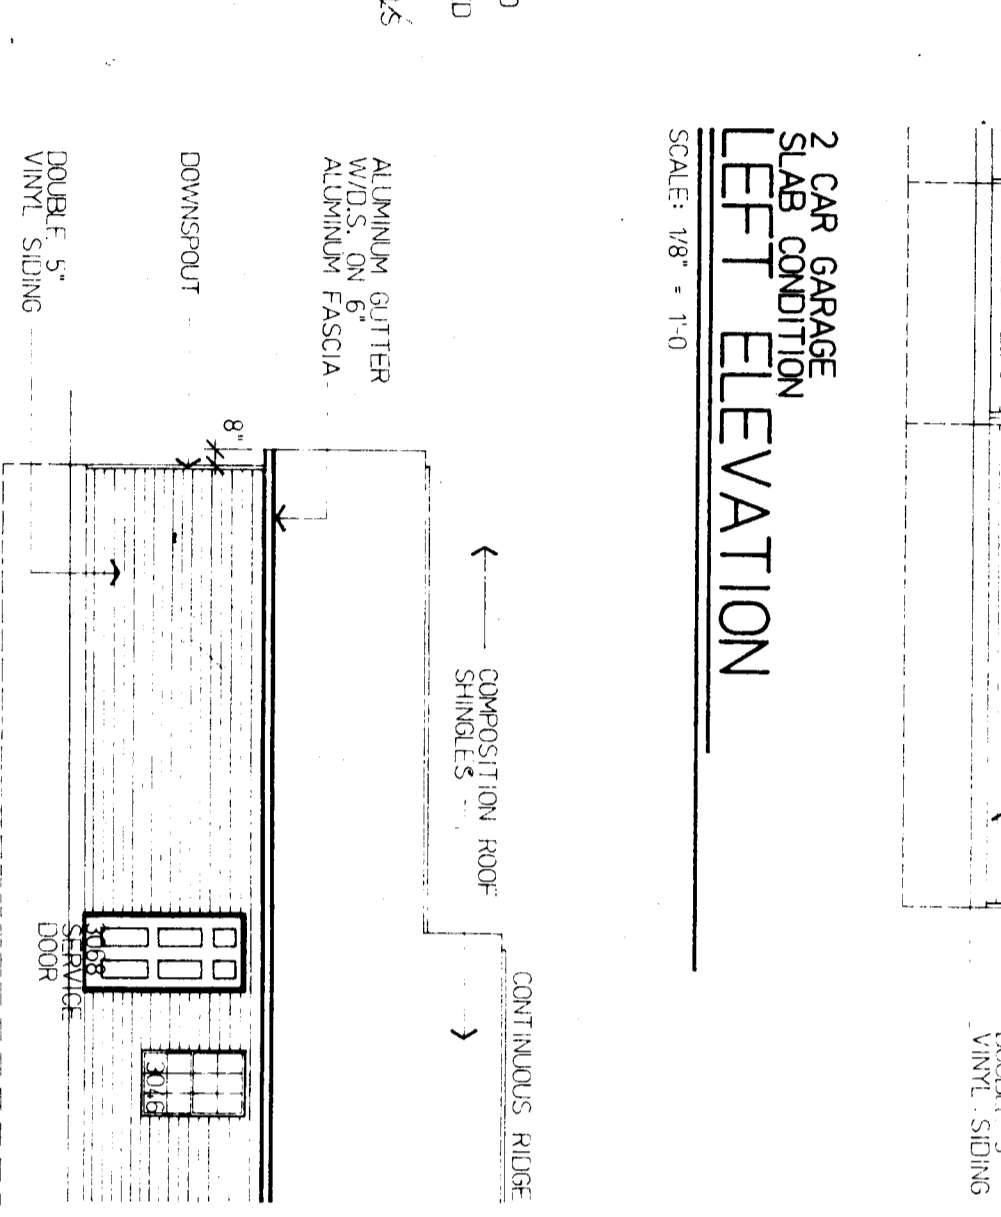 2 CAR GARAGE
SLAB CONDITION
LEFT ELEVATION
SCALE: 1/8" = 1'-0
VINYL SIDING
CONTINUOUS RIDGE
COMPOSITION ROOF
SHINGLES
ALUMINUM GUTTER
W/D.S. ON 6"
ALUMINUM FASCIA
8"
DOWNSPOUT
DOUBLE 5"
VINYL SIDING
3068
SERVICE
DOOR
3046